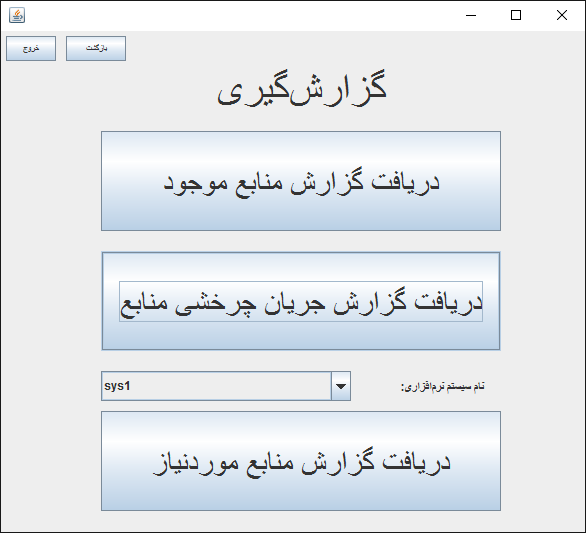 بازگشت
خروج
گزارش‌گیری
دریافت گزارش منابع موجود
دریافت گزارش جریان چرخشی منابع
نام سیستم نرم‌افزاری:
sys1
دریافت گزارش منابع موردنیاز